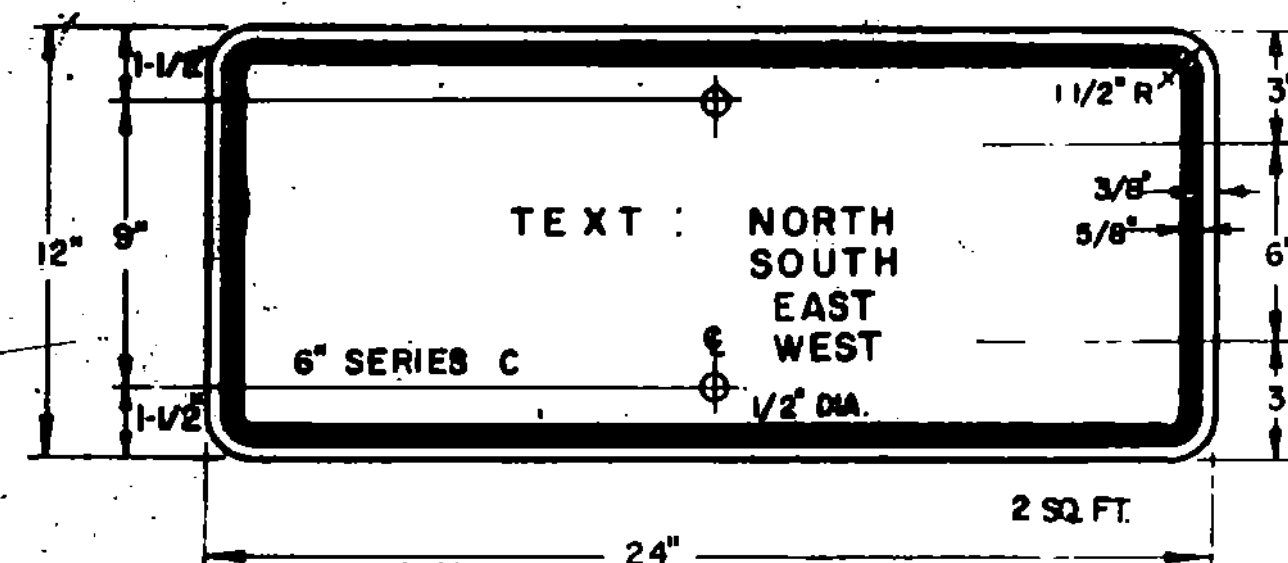 1-1/2"
1 1/2" R
3"
3/8"
TEXT : NORTH
5/8"
12"
9"
SOUTH
6"
EAST
℄ WEST
6" SERIES C
1-1/2"
1/2" DIA.
3
2 SQ. FT.
24"